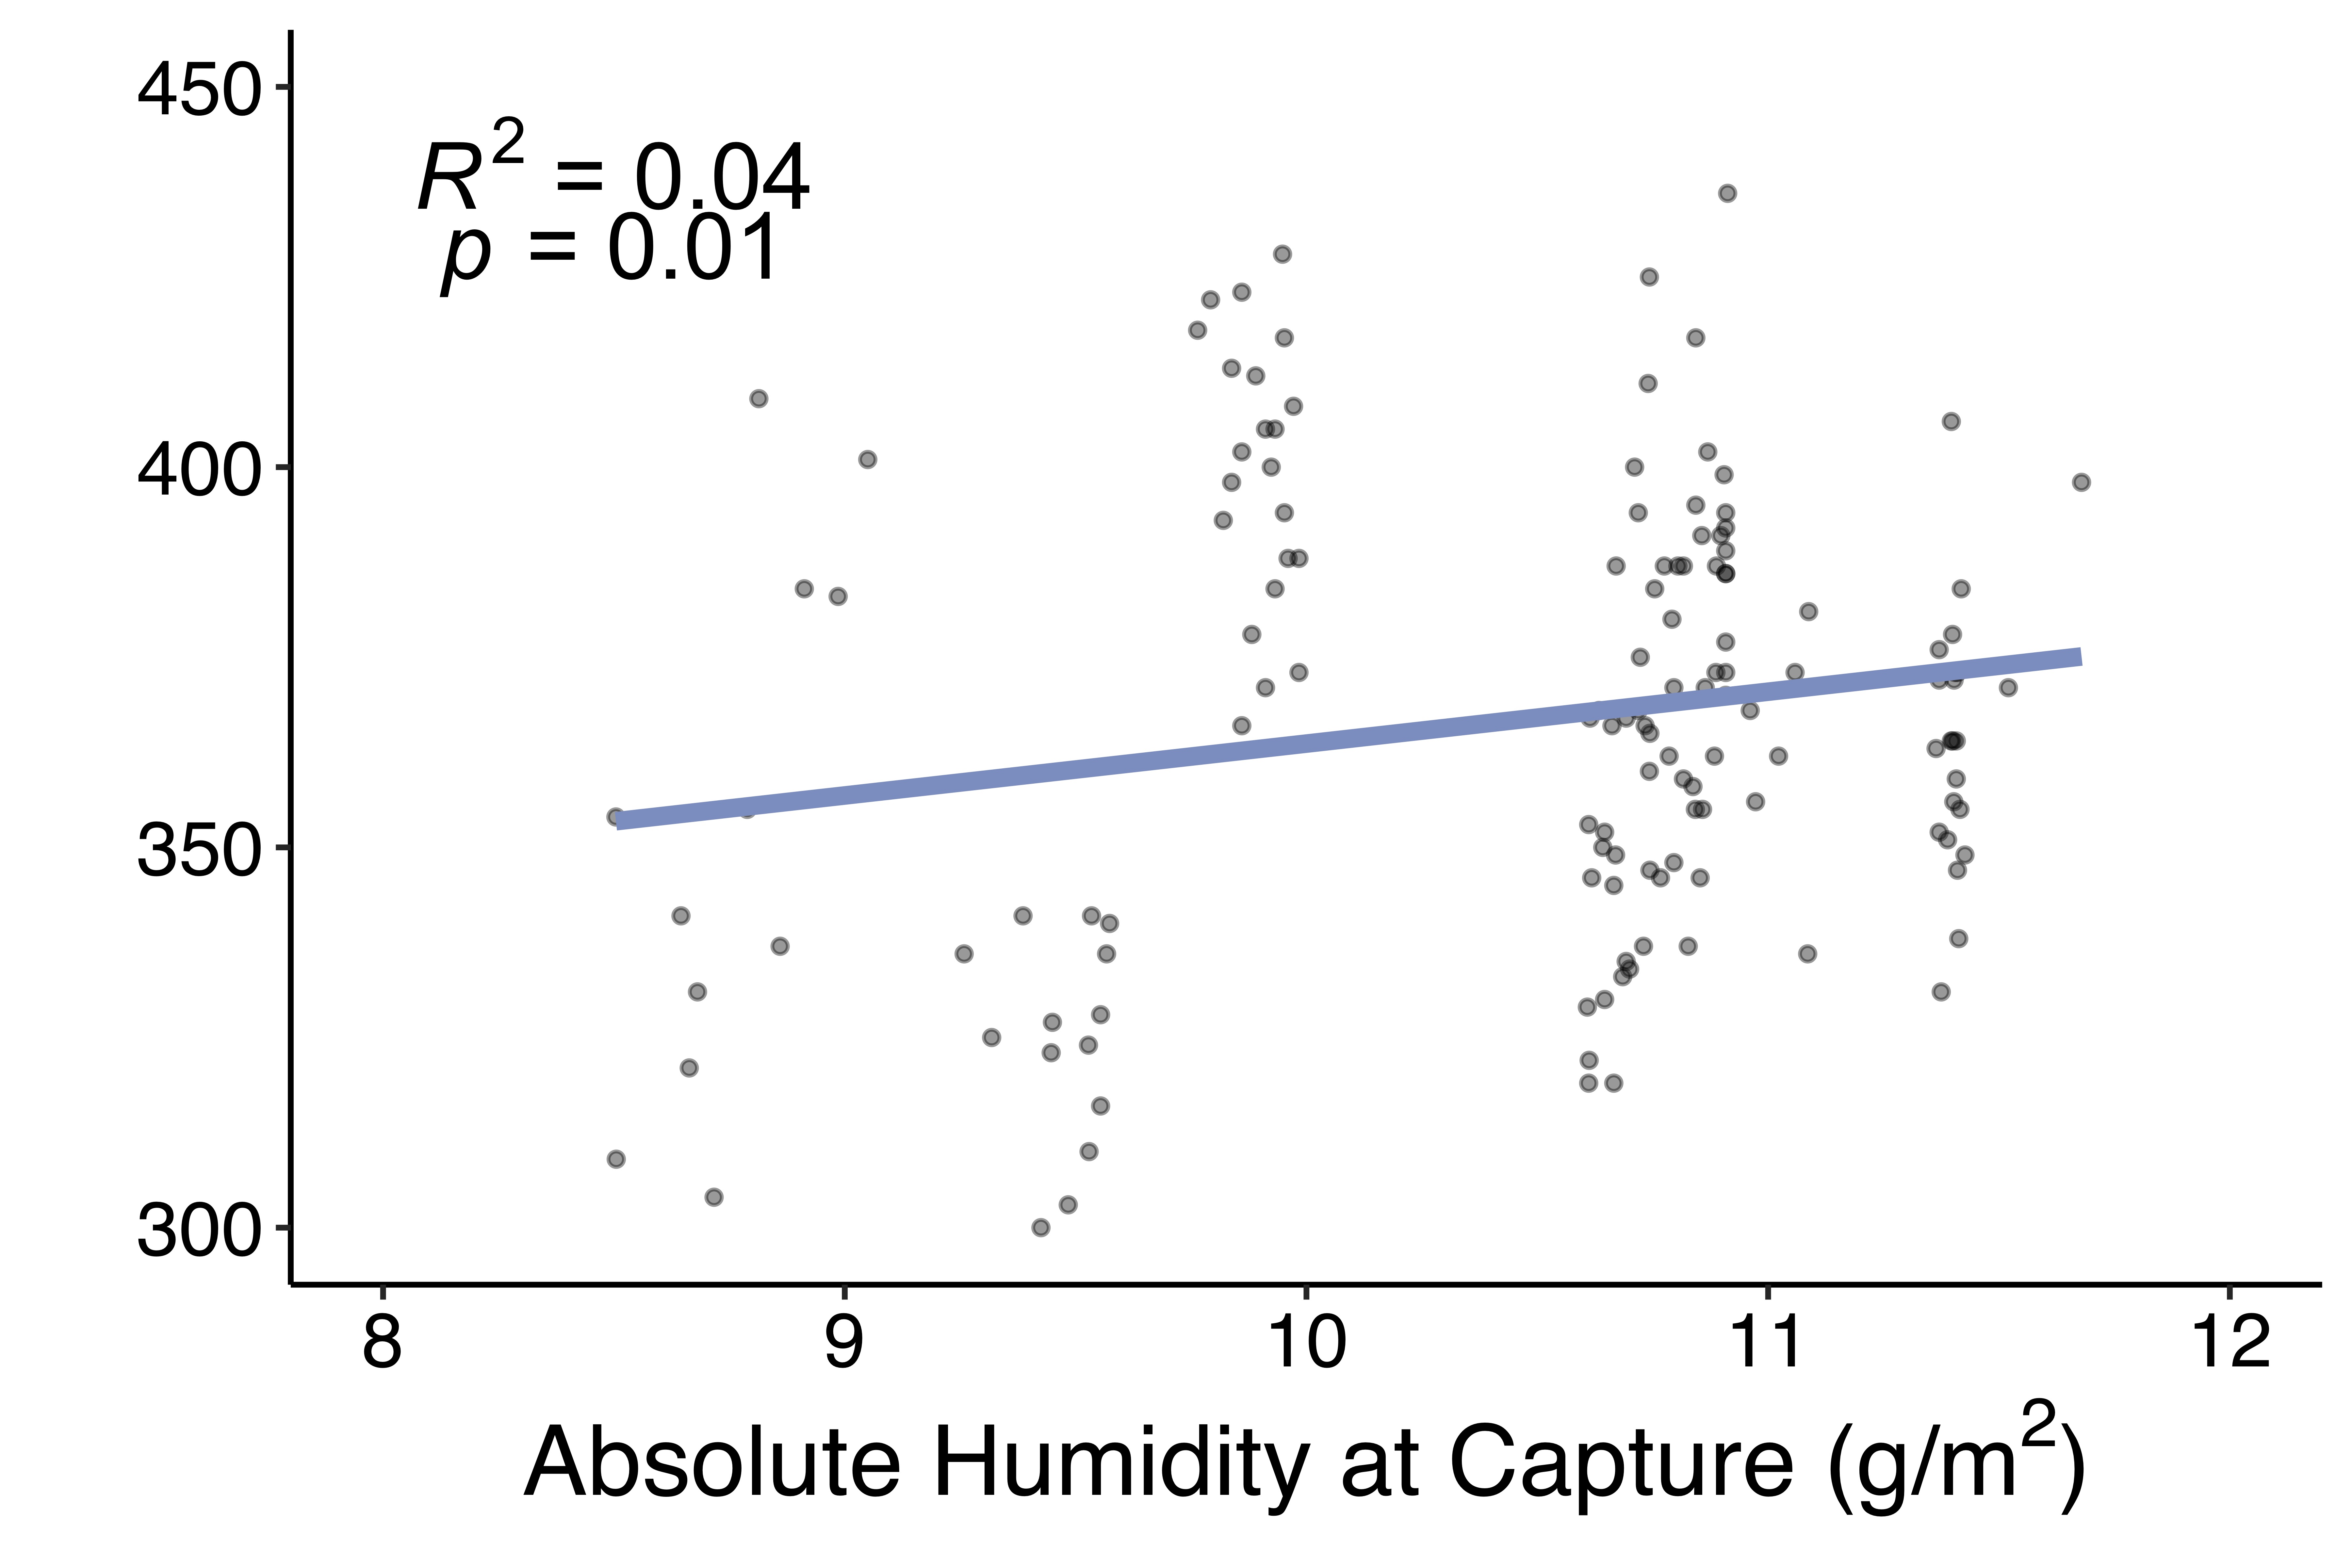 450
R² = 0.04
p = 0.01
400
350
300
8 9 10 11 12
Absolute Humidity at Capture (g/m²)